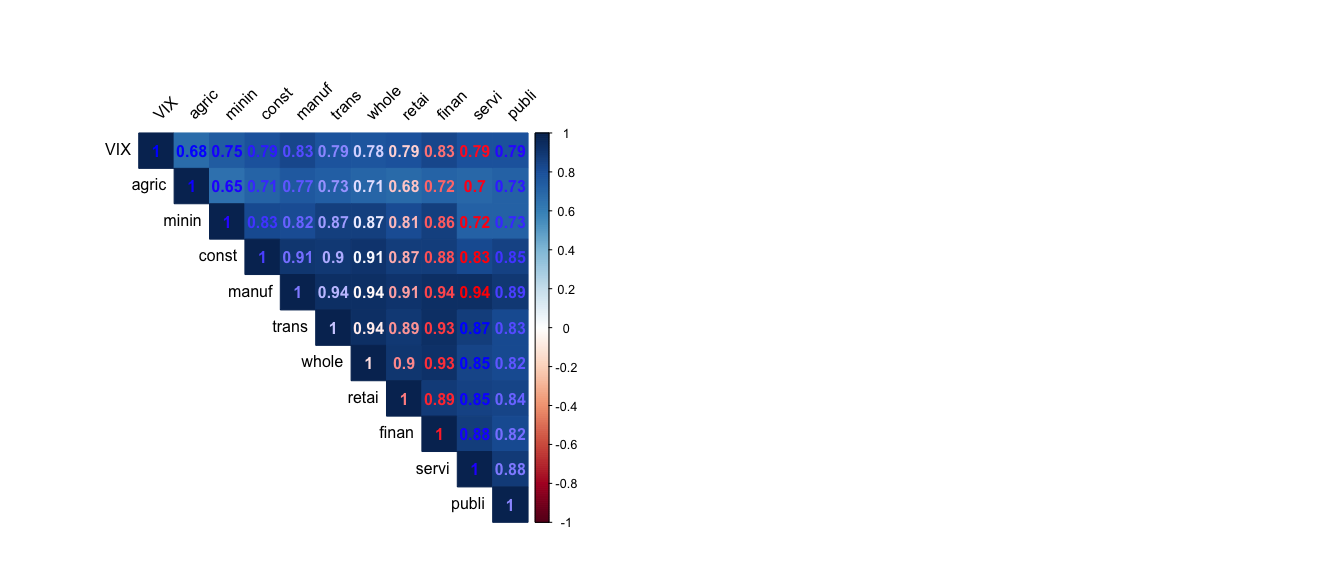 VIX agric minin const manuf trans whole retai finan servi publi
VIX 1 0.68 0.75 0.79 0.83 0.79 0.78 0.79 0.83 0.79 0.79
agric 1 0.65 0.71 0.77 0.73 0.71 0.68 0.72 0.7 0.73
minin 1 0.83 0.82 0.87 0.87 0.81 0.86 0.72 0.73
const 1 0.91 0.9 0.91 0.87 0.88 0.83 0.85
manuf 1 0.94 0.94 0.91 0.94 0.94 0.89
trans 1 0.94 0.89 0.93 0.87 0.83
whole 1 0.9 0.93 0.85 0.82
retai 1 0.89 0.85 0.84
finan 1 0.88 0.82
servi 1 0.88
publi 1
1
0.8
0.6
0.4
0.2
0
-0.2
-0.4
-0.6
-0.8
-1